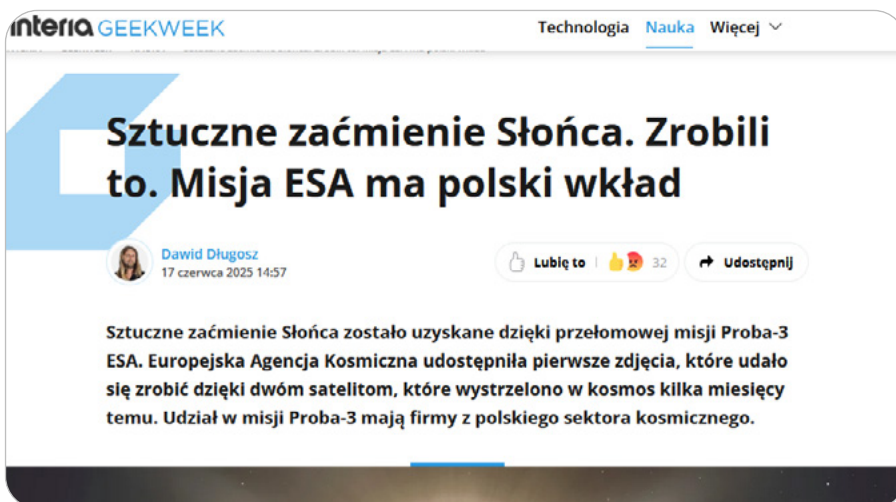 interia GEEKWEEK
Technologia Nauka Więcej
Sztuczne zaćmienie Słońca. Zrobili
to. Misja ESA ma polski wkład
Dawid Długosz
17 czerwca 2025 14:57
Lubię to 32 Udostępnij
Sztuczne zaćmienie Słońca zostało uzyskane dzięki przełomowej misji Proba-3
ESA. Europejska Agencja Kosmiczna udostępniła pierwsze zdjęcia, które udało
się zrobić dzięki dwóm satelitom, które wystrzelono w kosmos kilka miesięcy
temu. Udział w misji Proba-3 mają firmy z polskiego sektora kosmicznego.